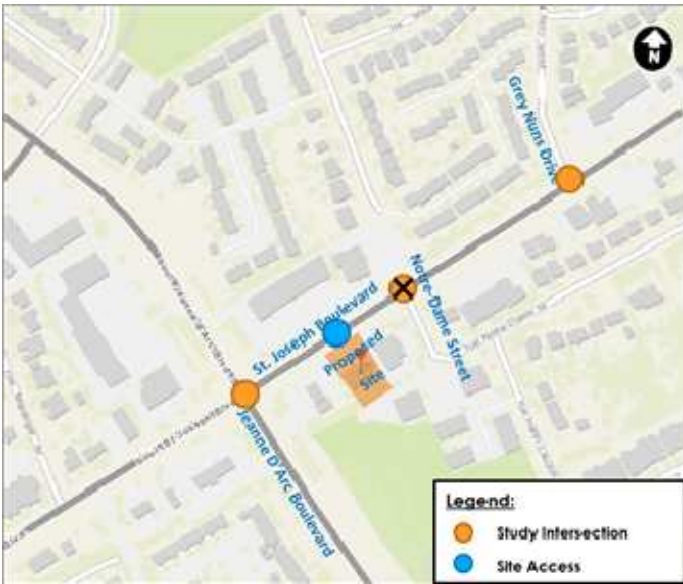 N
Grey Nuns Drive
Notre-Dame Street
St. Joseph Boulevard
Proposed
Site
Jeanne D'Arc Boulevard
Legend:
Study Intersection
Site Access